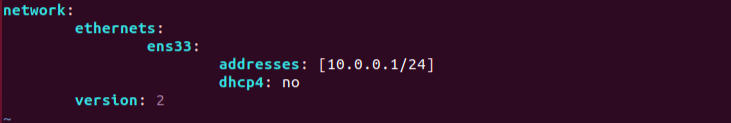 network:
        ethernets:
                ens33:
                        addresses: [10.0.0.1/24]
                        dhcp4: no
        version: 2
~